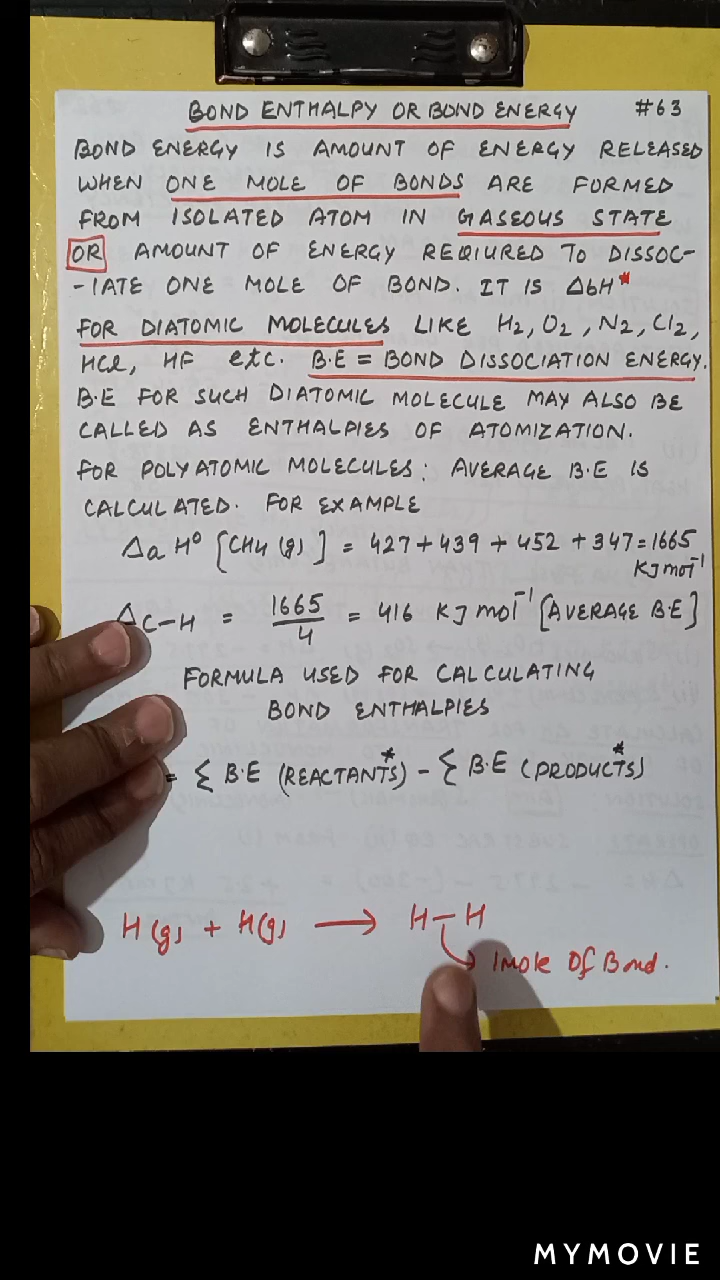 BOND ENTHALPY OR BOND ENERGY #63
BOND ENERGY IS AMOUNT OF ENERGY RELEASED
WHEN ONE MOLE OF BONDS ARE FORMED
FROM ISOLATED ATOM IN GASEOUS STATE
OR AMOUNT OF ENERGY REQIURED TO DISSOC-
-IATE ONE MOLE OF BOND. IT IS ΔbH*
FOR DIATOMIC MOLECULES LIKE H2, O2, N2, Cl2,
HCl, HF etc. B.E = BOND DISSOCIATION ENERGY.
B.E FOR SUCH DIATOMIC MOLECULE MAY ALSO BE
CALLED AS ENTHALPIES OF ATOMIZATION.
FOR POLYATOMIC MOLECULES: AVERAGE B.E IS
CALCULATED. FOR EXAMPLE
ΔaH° [CH4(g)] = 427+439+452+347=1665
KJmol⁻¹
ΔC-H = 1665/4 = 416 KJmol⁻¹ [AVERAGE BE]
FORMULA USED FOR CALCULATING
BOND ENTHALPIES
= Σ B.E (REACTANTS*) - Σ B.E (PRODUCTS*)
H(g) + H(g) → H-H
1mole Of Bond.
MYMOVIE